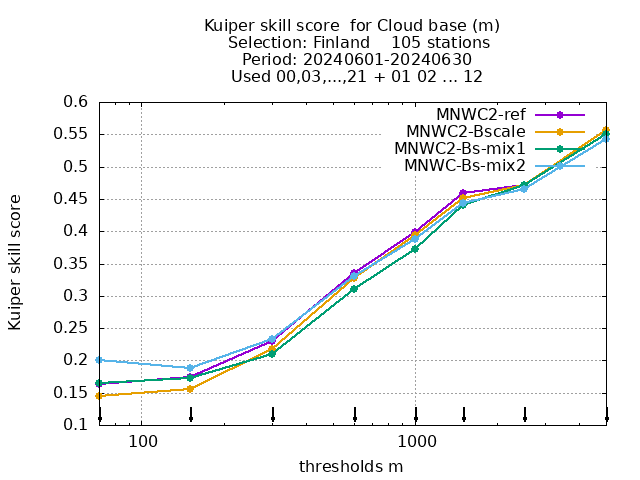 Kuiper skill score  for Cloud base (m)
Selection: Finland    105 stations
Period: 20240601-20240630
Used 00,03,...,21 + 01 02 ... 12
MNWC2-ref
MNWC2-Bscale
MNWC2-Bs-mix1
MNWC-Bs-mix2
Kuiper skill score
0.6
0.55
0.5
0.45
0.4
0.35
0.3
0.25
0.2
0.15
0.1
100
1000
thresholds m